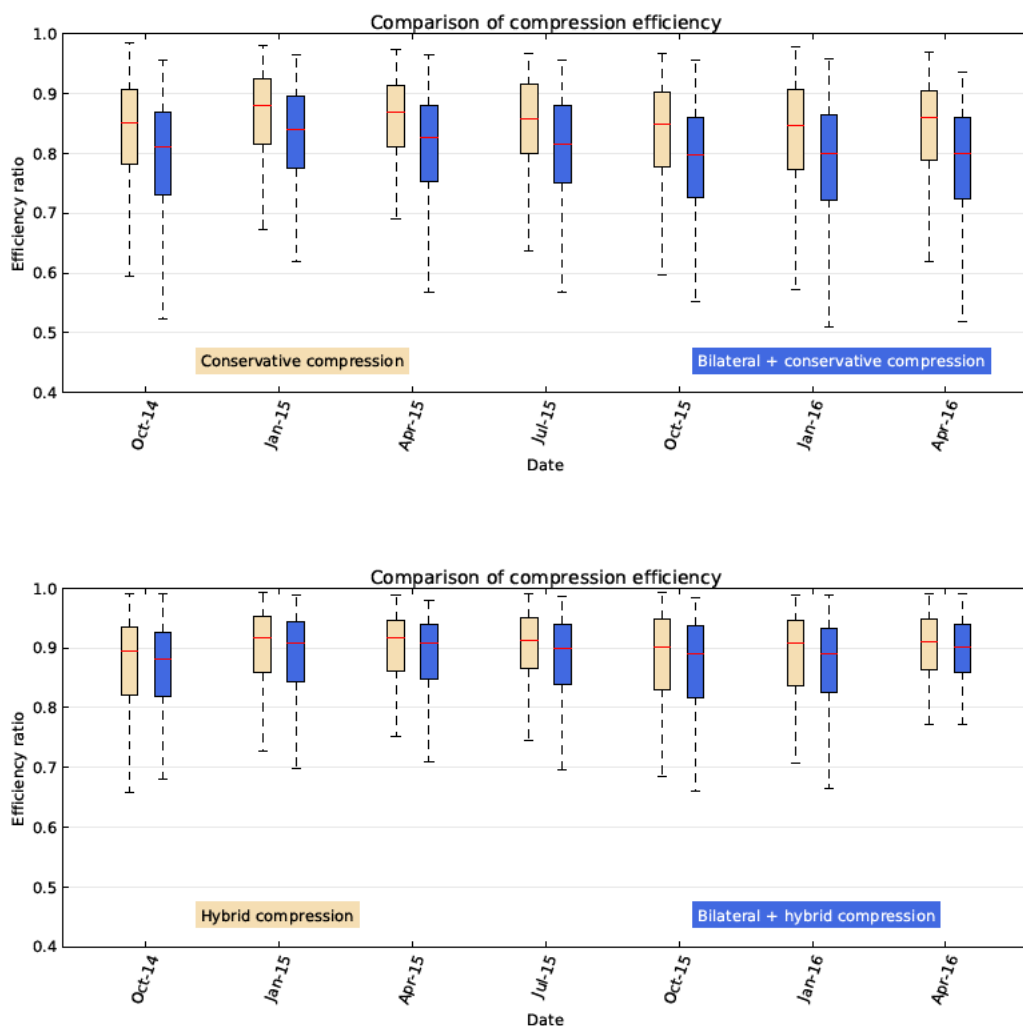 Comparison of compression efficiency
1.0
0.9
0.8
0.7
0.6
0.5
0.4
Efficiency ratio
Conservative compression
Bilateral + conservative compression
Oct-14
Jan-15
Apr-15
Jul-15
Oct-15
Jan-16
Apr-16
Date
Comparison of compression efficiency
1.0
0.9
0.8
0.7
0.6
0.5
0.4
Efficiency ratio
Hybrid compression
Bilateral + hybrid compression
Oct-14
Jan-15
Apr-15
Jul-15
Oct-15
Jan-16
Apr-16
Date